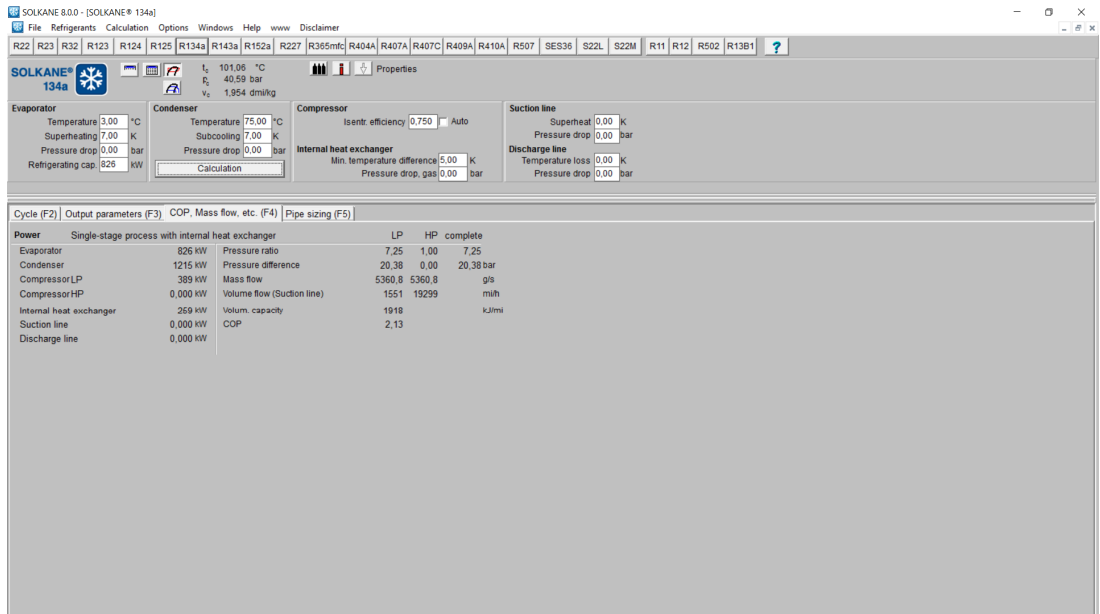 SOLKANE 8.0.0 - [SOLKANE® 134a]
File Refrigerants Calculation Options Windows Help www Disclaimer
R22 R23 R32 R123 R124 R125 R134a R143a R152a R227 R365mfc R404A R407A R407C R409A R410A R507 SES36 S22L S22M R11 R12 R502 R13B1 ?
SOLKANE® 134a
tc 101,06 °C
pc 40,59 bar
vc 1,954 dmi/kg
Properties
Evaporator
Temperature 3,00 °C
Superheating 7,00 K
Pressure drop 0,00 bar
Refrigerating cap. 826 kW
Condenser
Temperature 75,00 °C
Subcooling 7,00 K
Pressure drop 0,00 bar
Calculation
Compressor
Isentr. efficiency 0,750 Auto
Internal heat exchanger
Min. temperature difference 5,00 K
Pressure drop, gas 0,00 bar
Suction line
Superheat 0,00 K
Pressure drop 0,00 bar
Discharge line
Temperature loss 0,00 K
Pressure drop 0,00 bar
Cycle (F2) Output parameters (F3) COP, Mass flow, etc. (F4) Pipe sizing (F5)
Power Single-stage process with internal heat exchanger LP HP complete
Evaporator 826 kW Pressure ratio 7,25 1,00 7,25
Condenser 1215 kW Pressure difference 20,38 0,00 20,38 bar
Compressor LP 389 kW Mass flow 5360,8 5360,8 g/s
Compressor HP 0,000 kW Volume flow (Suction line) 1551 19299 mi/h
Internal heat exchanger 259 kW Volum. capacity 1918 kJ/mi
Suction line 0,000 kW COP 2,13
Discharge line 0,000 kW